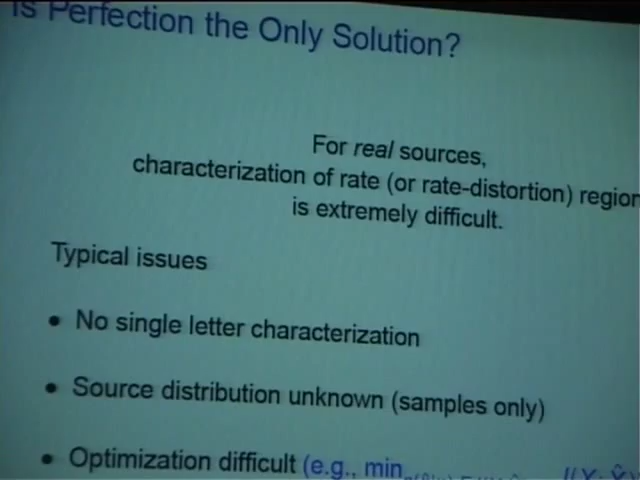 Is Perfection the Only Solution?
For real sources,
characterization of rate (or rate-distortion) region
is extremely difficult.
Typical issues
• No single letter characterization
• Source distribution unknown (samples only)
• Optimization difficult (e.g., min